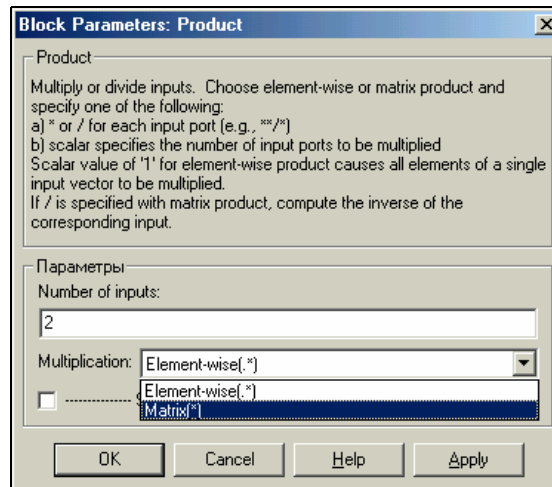 Block Parameters: Product
Product
Multiply or divide inputs. Choose element-wise or matrix product and
specify one of the following:
a) * or / for each input port (e.g., **/*)
b) scalar specifies the number of input ports to be multiplied
Scalar value of '1' for element-wise product causes all elements of a single
input vector to be multiplied.
If / is specified with matrix product, compute the inverse of the
corresponding input.
Параметры
Number of inputs:
2
Multiplication: Element-wise(.*)
Element-wise(.*)
------------- 
Matrix(*)
OK Cancel Help Apply